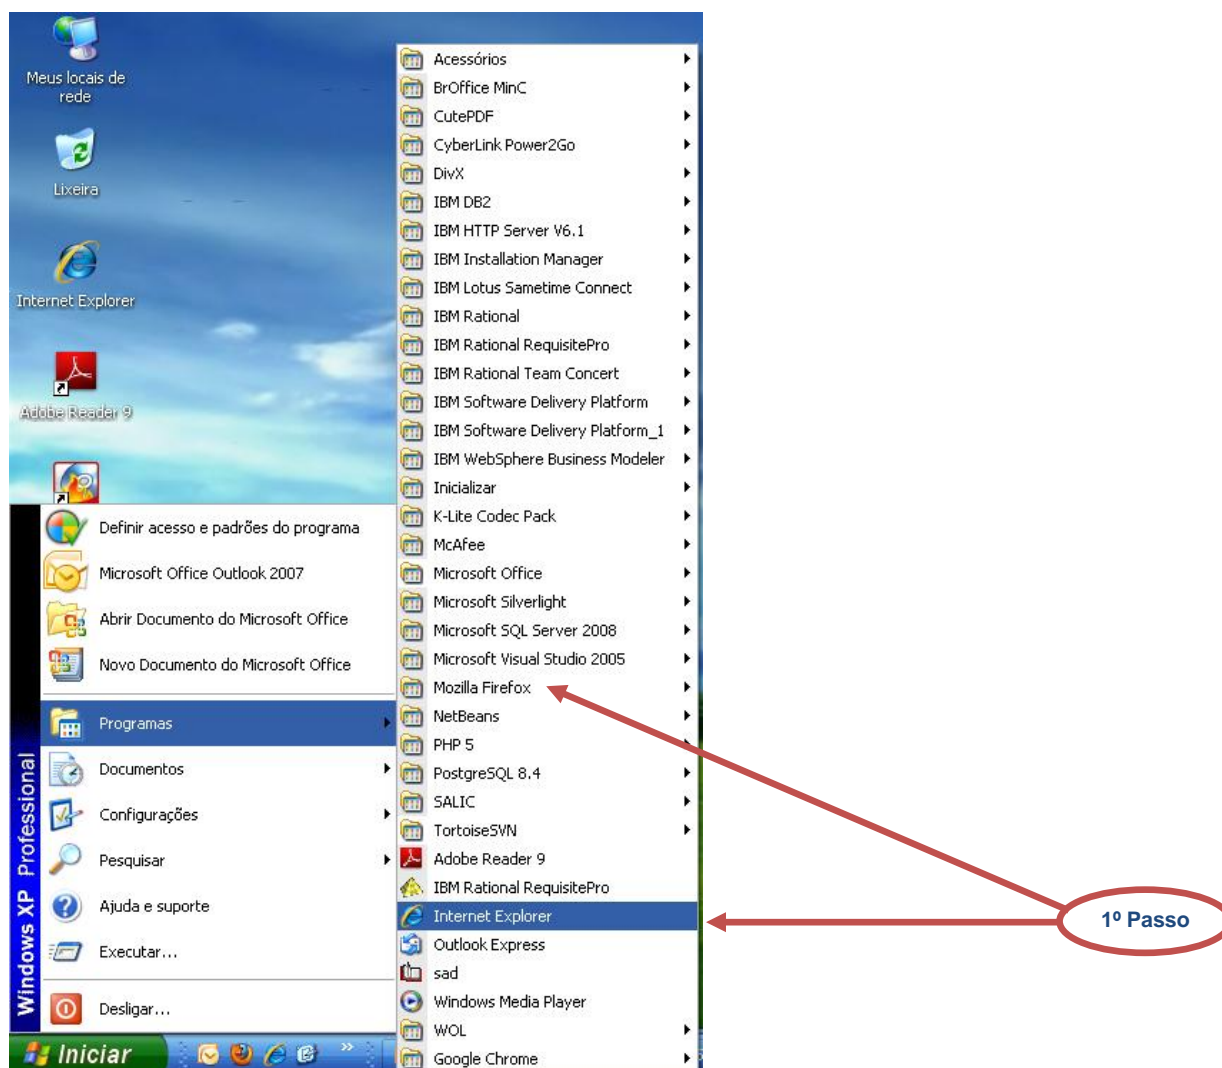 Meus locais de
rede
Lixeira
Internet Explorer
Adobe Reader 9
Definir acesso e padrões do programa
Microsoft Office Outlook 2007
Abrir Documento do Microsoft Office
Novo Documento do Microsoft Office
Programas
Documentos
Configurações
Pesquisar
Ajuda e suporte
Executar...
Desligar...
Windows XP Professional
Iniciar
»
Acessórios
BrOffice MinC
CutePDF
CyberLink Power2Go
DivX
IBM DB2
IBM HTTP Server V6.1
IBM Installation Manager
IBM Lotus Sametime Connect
IBM Rational
IBM Rational RequisitePro
IBM Rational Team Concert
IBM Software Delivery Platform
IBM Software Delivery Platform_1
IBM WebSphere Business Modeler
Inicializar
K-Lite Codec Pack
McAfee
Microsoft Office
Microsoft Silverlight
Microsoft SQL Server 2008
Microsoft Visual Studio 2005
Mozilla Firefox
NetBeans
PHP 5
PostgreSQL 8.4
SALIC
TortoiseSVN
Adobe Reader 9
IBM Rational RequisitePro
Internet Explorer
Outlook Express
sad
Windows Media Player
WOL
Google Chrome
1º Passo